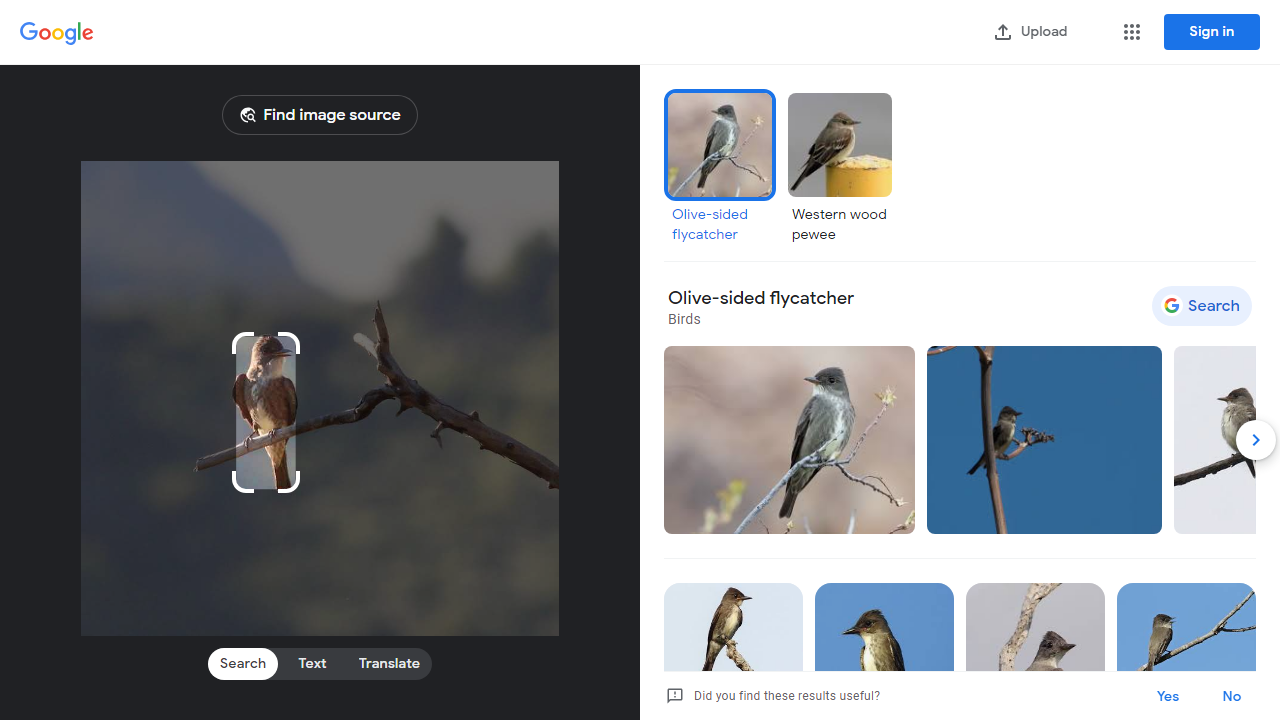 Google
Upload
Sign in
Find image source
Olive-sided
flycatcher
Western wood
pewee
Olive-sided flycatcher
Birds
Search
Search
Text
Translate
Did you find these results useful?
Yes
No